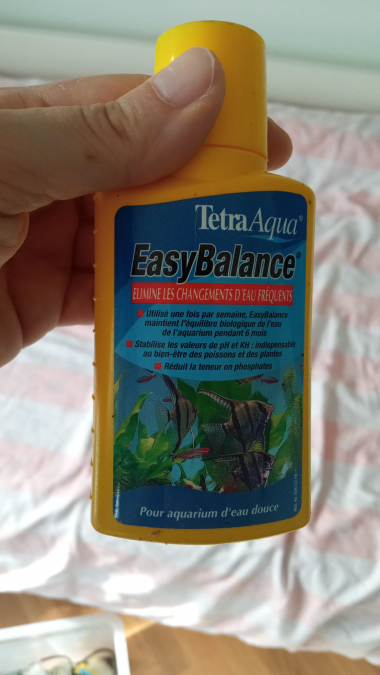 TetraAqua®
EasyBalance®
ELIMINE LES CHANGEMENTS D'EAU FRÉQUENTS
Utilisé une fois par semaine, EasyBalance
maintient l'équilibre biologique de l'eau
de l'aquarium pendant 6 mois
Stabilise les valeurs de pH et KH : indispensable
au bien-être des poissons et des plantes
Réduit la teneur en phosphates
Pour aquarium d'eau douce